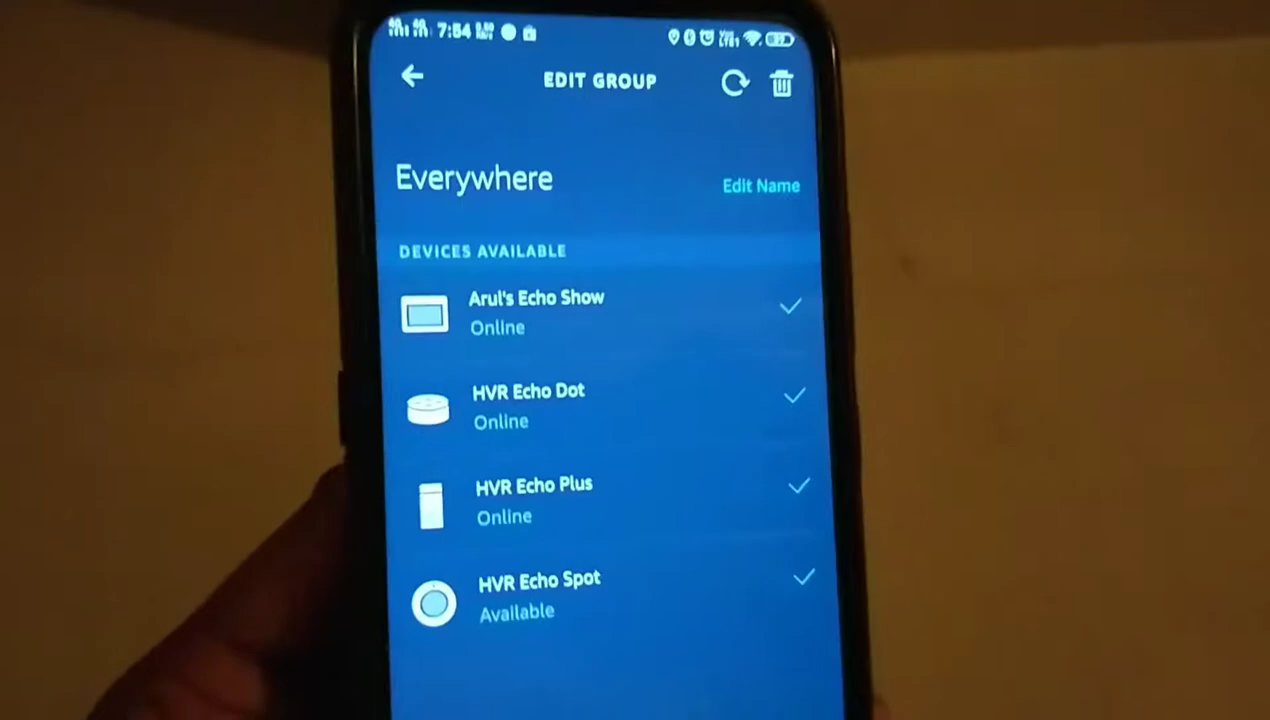 7:54
EDIT GROUP
Everywhere
Edit Name
DEVICES AVAILABLE
Arul's Echo Show
Online
HVR Echo Dot
Online
HVR Echo Plus
Online
HVR Echo Spot
Available